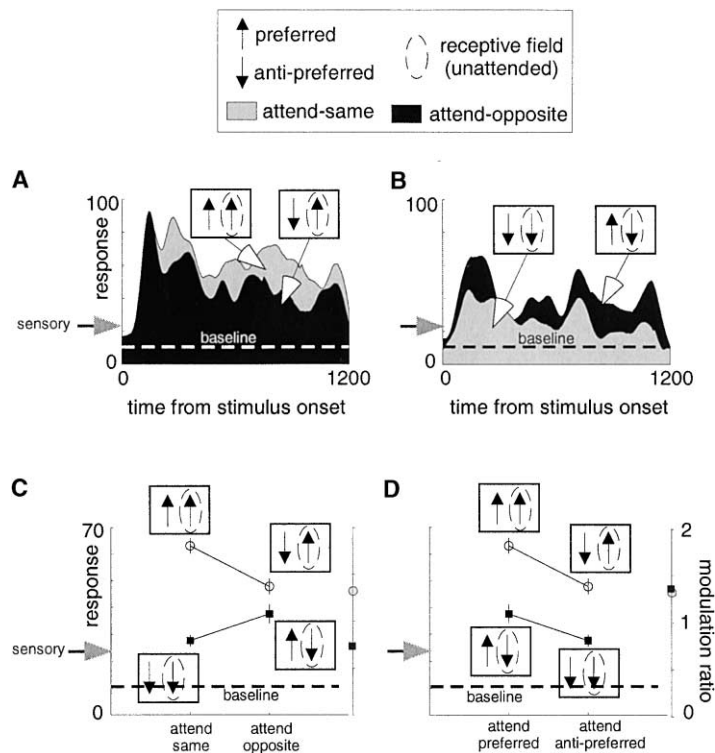 preferred
anti-preferred
receptive field
(unattended)
attend-same
attend-opposite
A
100
response
sensory
baseline
0
0
1200
time from stimulus onset
B
100
baseline
0
0
1200
time from stimulus onset
C
70
response
sensory
baseline
0
attend
same
attend
opposite
D
2
modulation ratio
1
baseline
0
attend
preferred
attend
anti-preferred